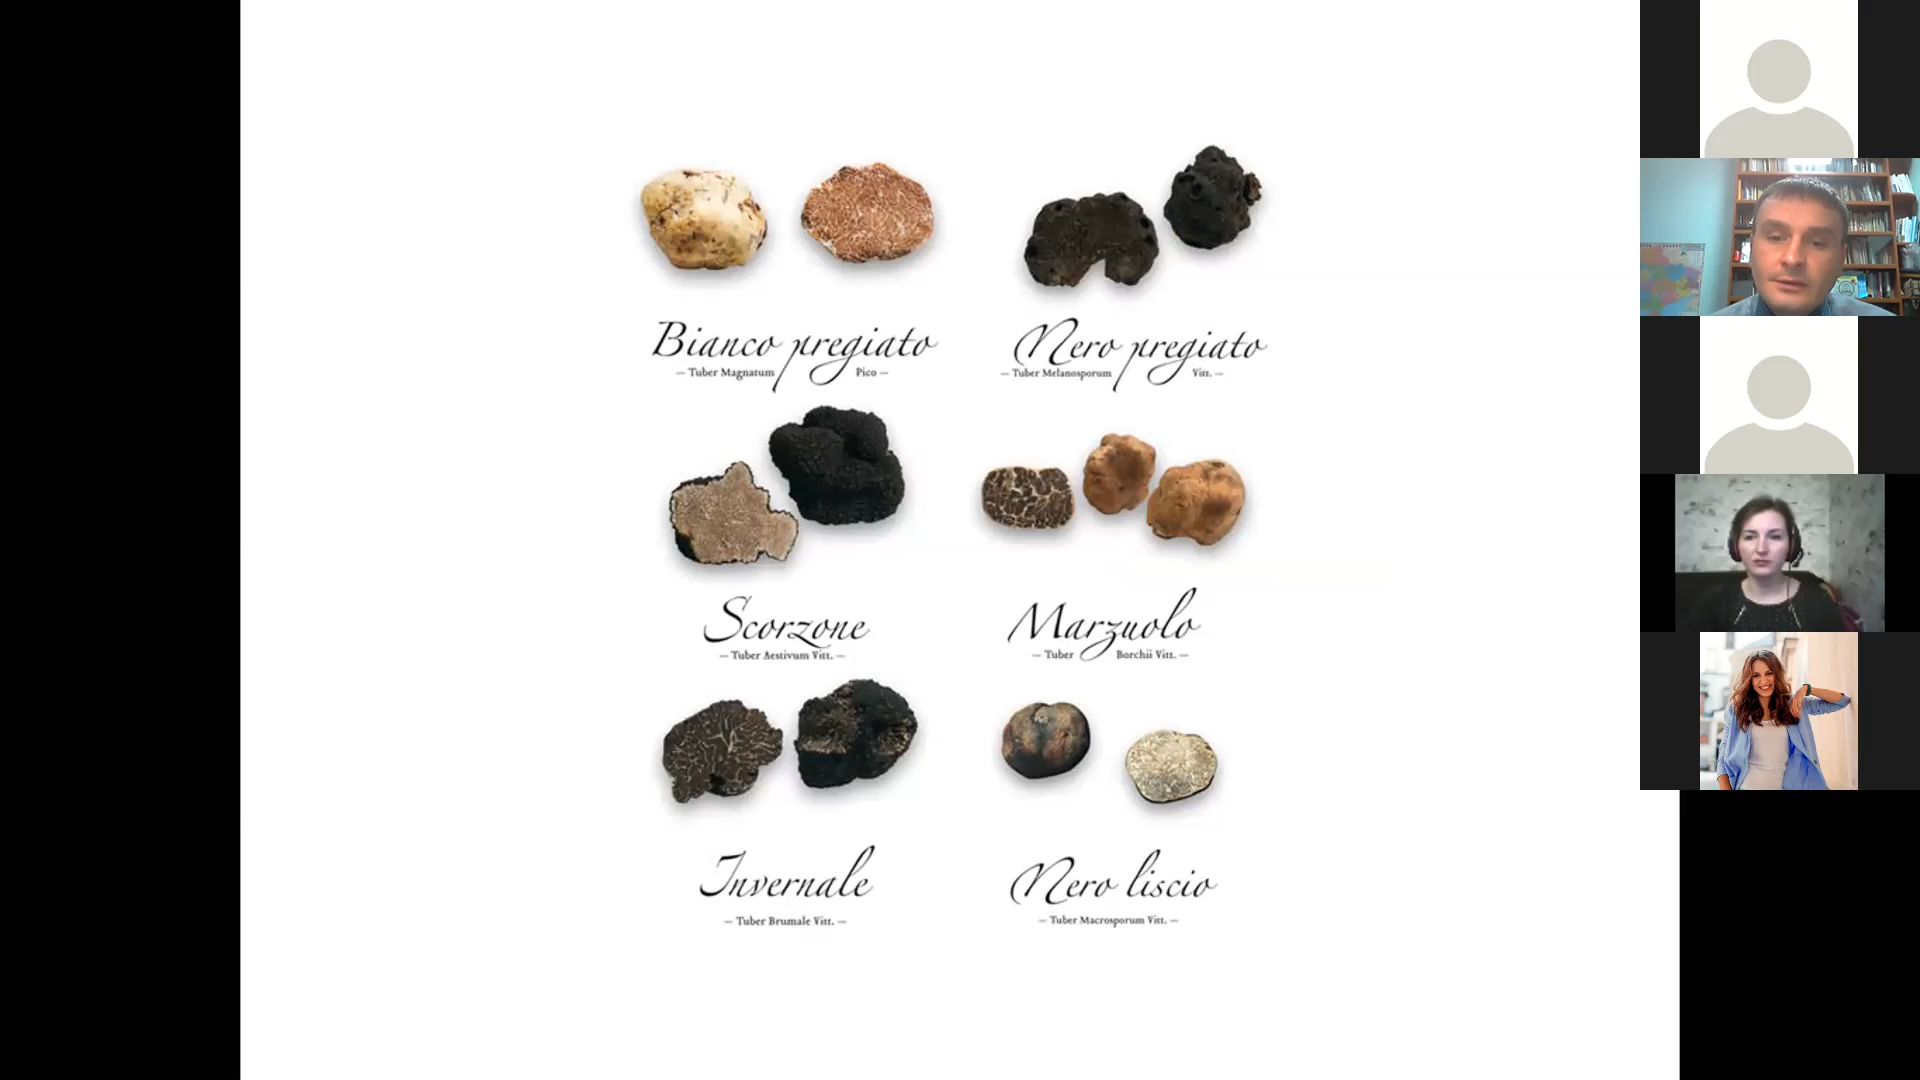 Bianco pregiato
— Tuber Magnatum Pico —
Nero pregiato
— Tuber Melanosporum Vitt. —
Scorzone
— Tuber Aestivum Vitt. —
Marzuolo
— Tuber Borchii Vitt. —
Invernale
— Tuber Brumale Vitt. —
Nero liscio
— Tuber Macrosporum Vitt. —